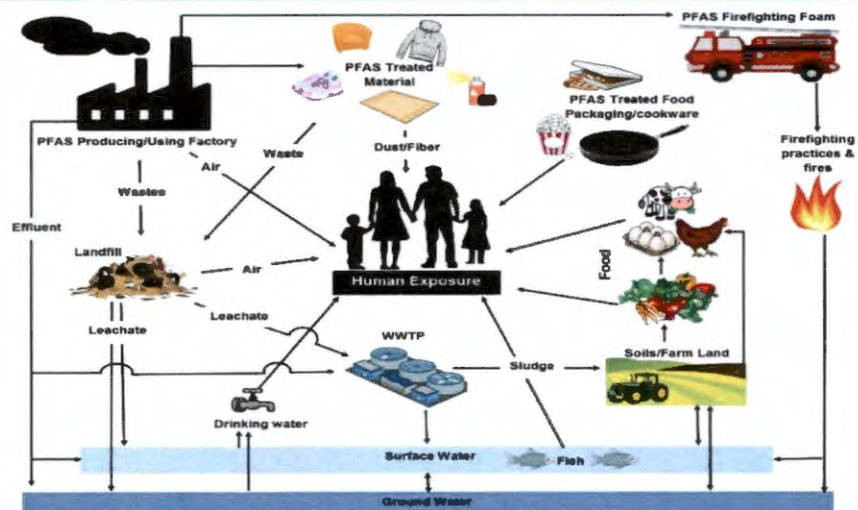 PFAS Firefighting Foam
PFAS Treated
Material
PFAS Treated Food
Packaging/cookware
PFAS Producing/Using Factory
Dust/Fiber
Firefighting
practices &
fires
Waste
Air
Wastes
Effluent
Landfill
Air
Human Exposure
Food
Leachate
Leachate
WWTP
Soils/Farm Land
Sludge
Drinking water
Surface Water
Fish
Ground Water